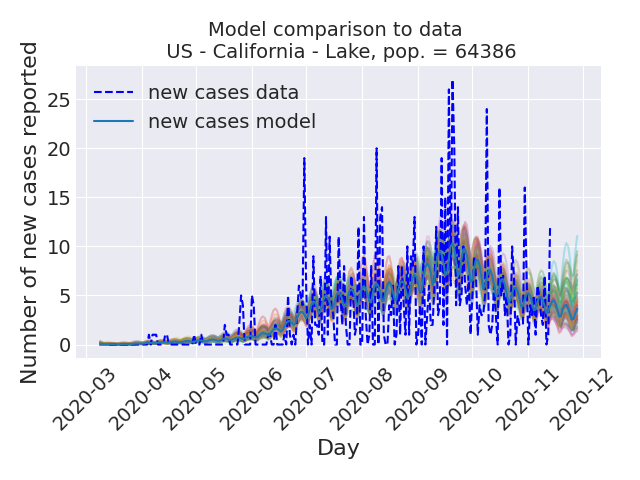 Model comparison to data
US - California - Lake, pop. = 64386
Number of new cases reported
25
20
15
10
5
0
new cases data
new cases model
2020-03
2020-04
2020-05
2020-06
2020-07
2020-08
2020-09
2020-10
2020-11
2020-12
Day